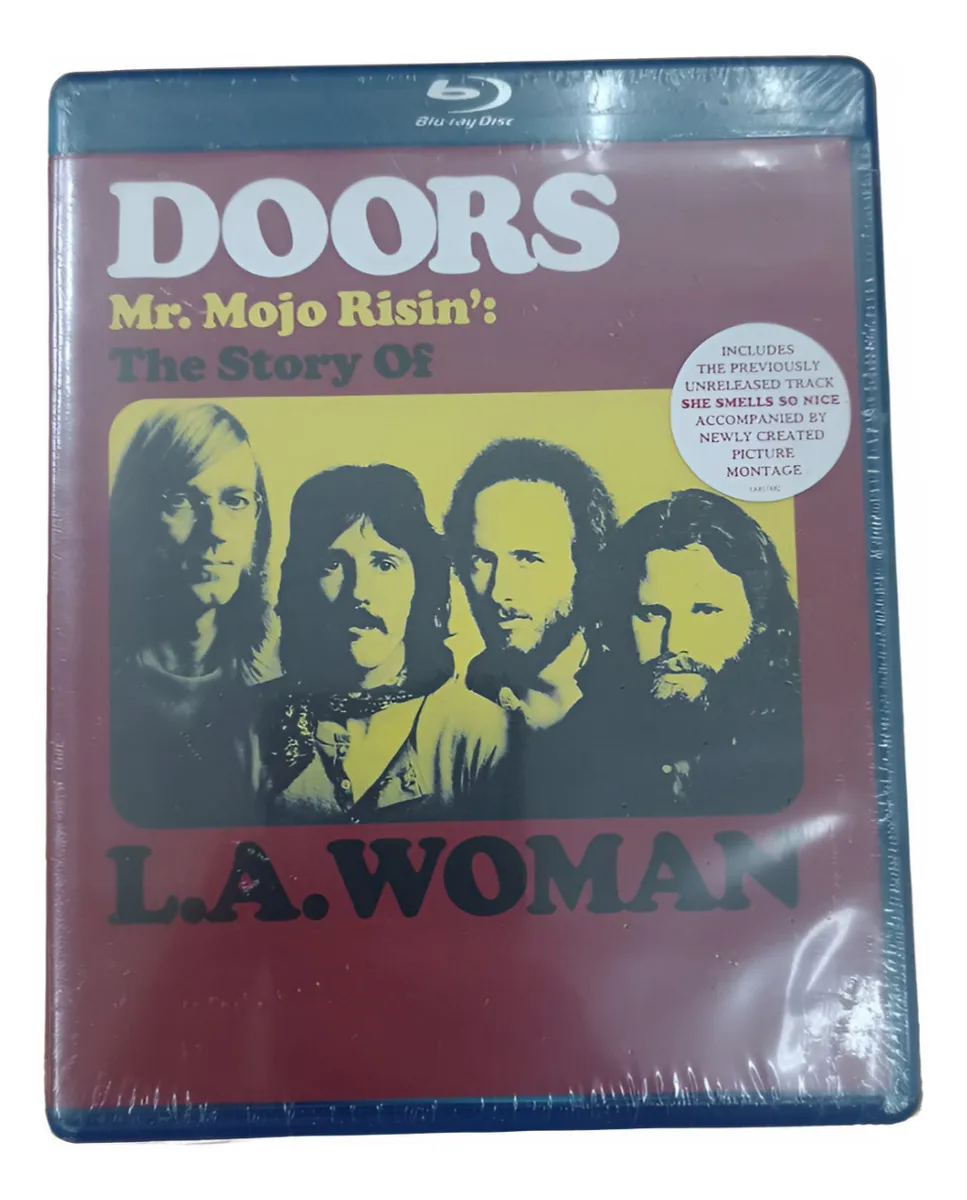 Blu-ray Disc
DOORS
Mr. Mojo Risin':
The Story Of
INCLUDES
THE PREVIOUSLY
UNRELEASED TRACK
SHE SMELLS SO NICE
ACCOMPANIED BY
NEWLY CREATED
PICTURE
MONTAGE
L.A.WOMAN